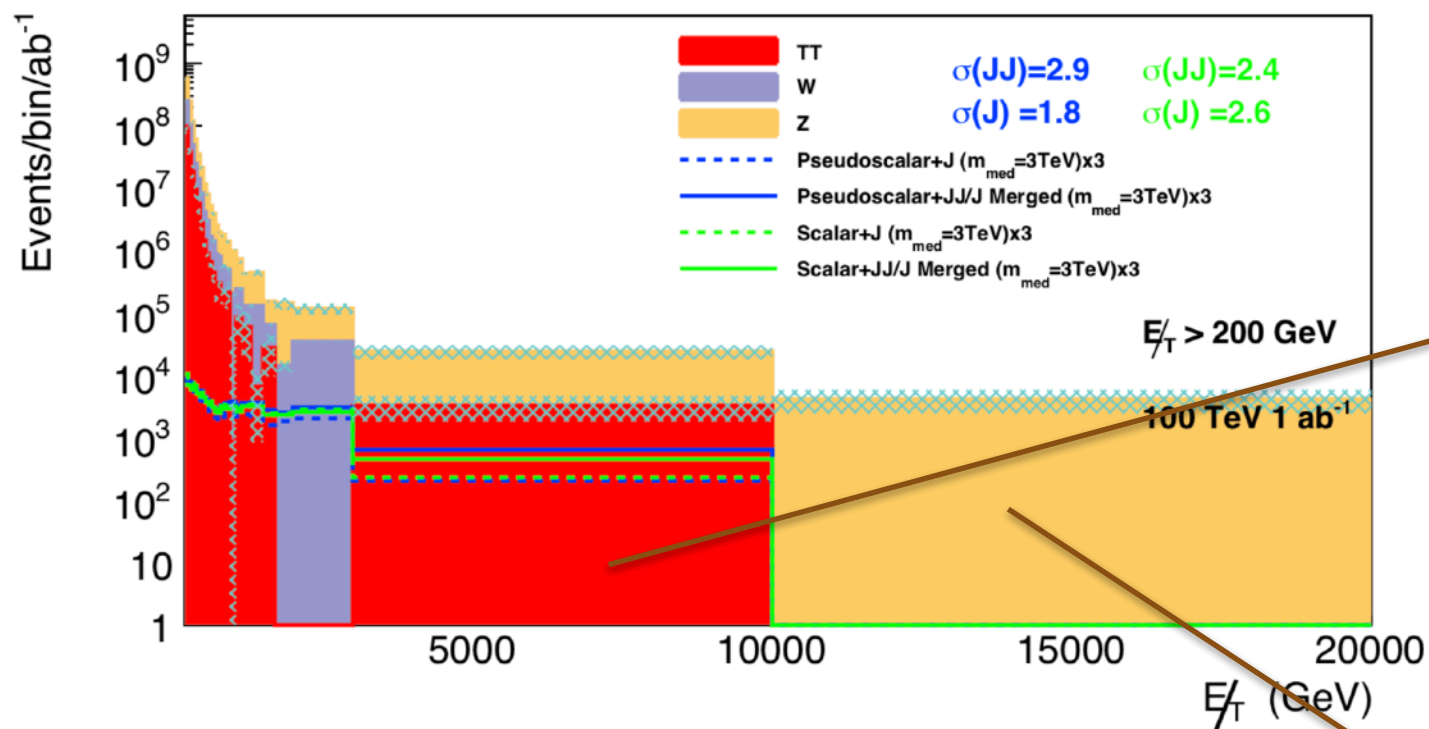 Events/bin/ab⁻¹
10⁹
10⁸
10⁷
10⁶
10⁵
10⁴
10³
10²
10
1
TT
W
Z
Pseudoscalar+J (m_med=3TeV)x3
Pseudoscalar+JJ/J Merged (m_med=3TeV)x3
Scalar+J (m_med=3TeV)x3
Scalar+JJ/J Merged (m_med=3TeV)x3
σ(JJ)=2.9
σ(J) =1.8
σ(JJ)=2.4
σ(J) =2.6
E̸_T > 200 GeV
100 TeV 1 ab⁻¹
5000
10000
15000
20000
E̸_T (GeV)